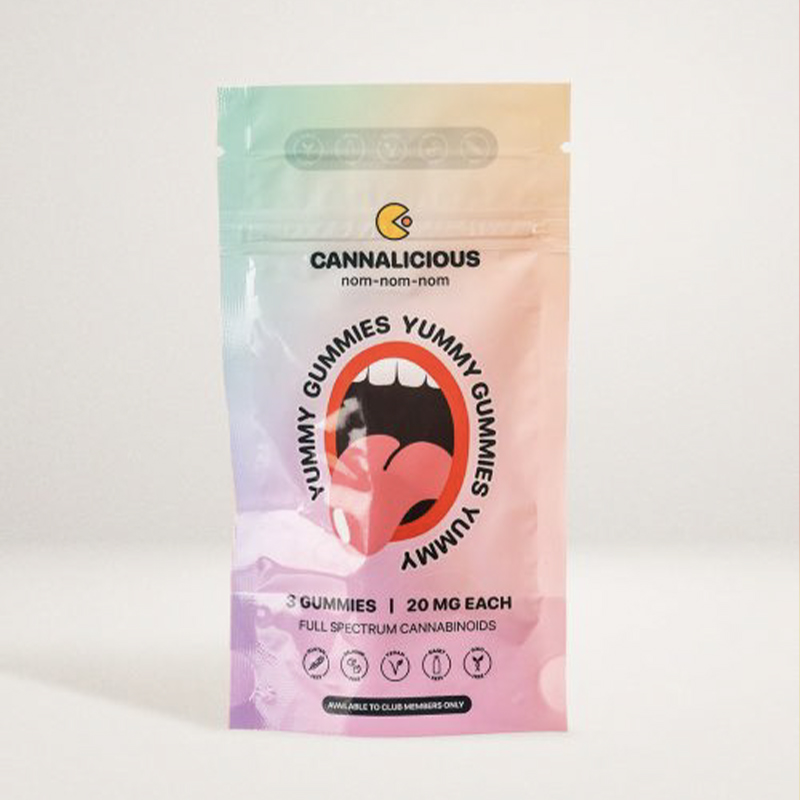 CANNALICIOUS
nom-nom-nom
YUMMY GUMMIES YUMMY GUMMIES YUMMY
3 GUMMIES | 20 MG EACH
FULL SPECTRUM CANNABINOIDS
VEGAN
AVAILABLE TO CLUB MEMBERS ONLY